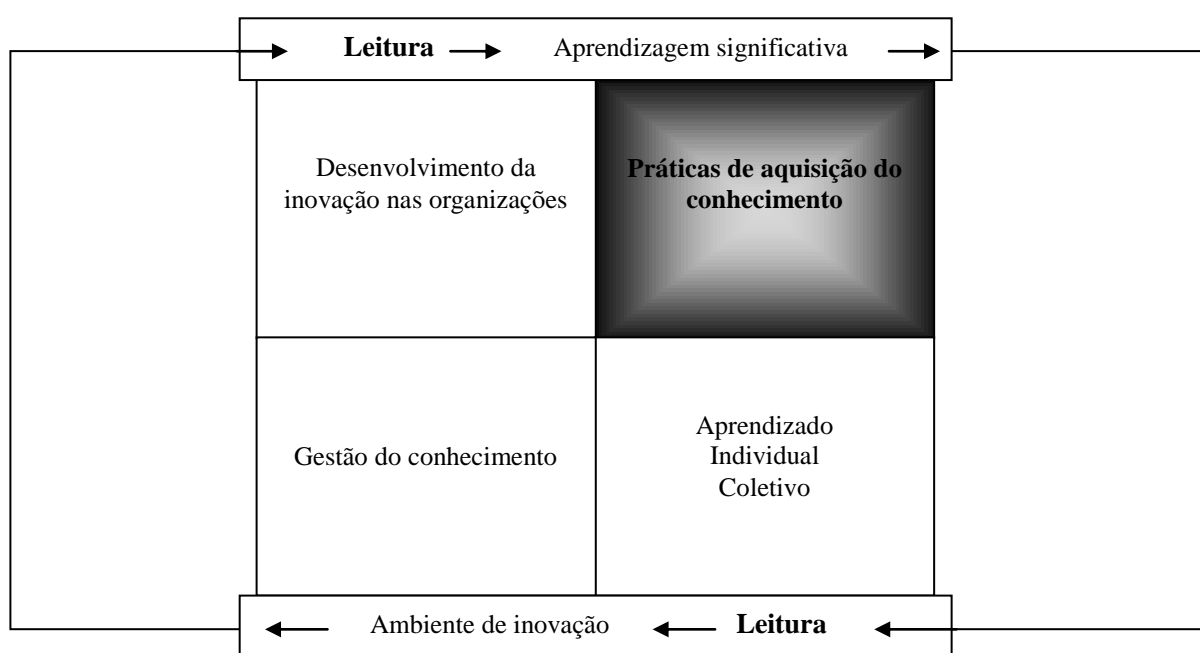 Leitura Aprendizagem significativa
Desenvolvimento da
inovação nas organizações
Práticas de aquisição do
conhecimento
Gestão do conhecimento
Aprendizado
Individual
Coletivo
Ambiente de inovação Leitura